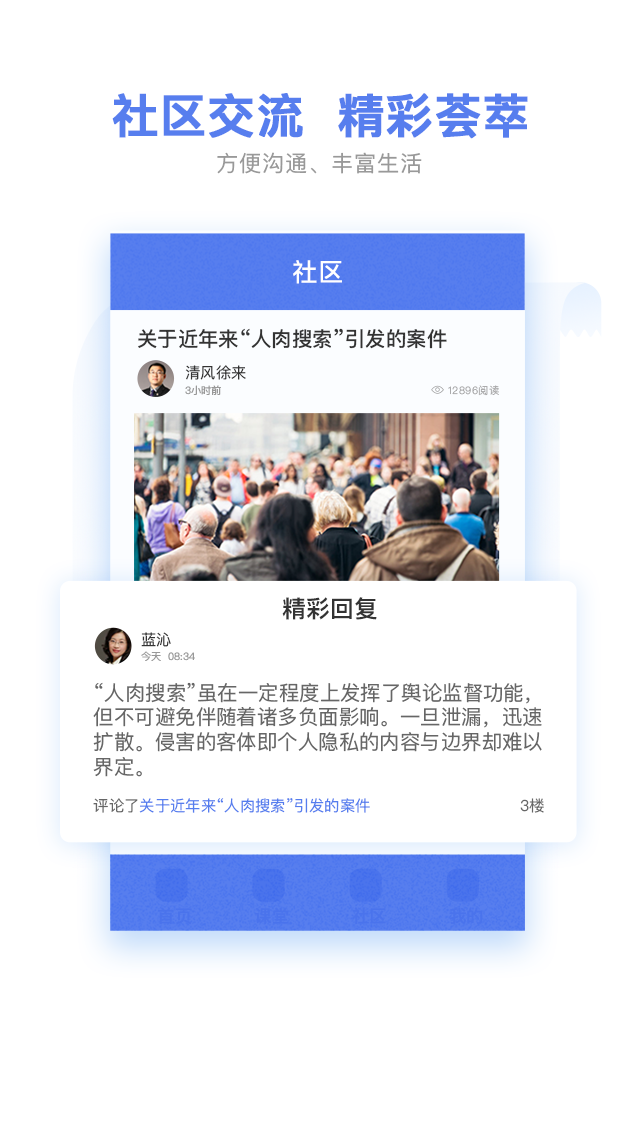 社区交流 精彩荟萃
方便沟通、丰富生活
社区
关于近年来“人肉搜索”引发的案件
清风徐来
3小时前
12896阅读
精彩回复
蓝沁
今天 08:34
“人肉搜索”虽在一定程度上发挥了舆论监督功能，
但不可避免伴随着诸多负面影响。一旦泄漏，迅速
扩散。侵害的客体即个人隐私的内容与边界却难以
界定。
评论了关于近年来“人肉搜索”引发的案件
3楼
首页 课堂 社区 我的